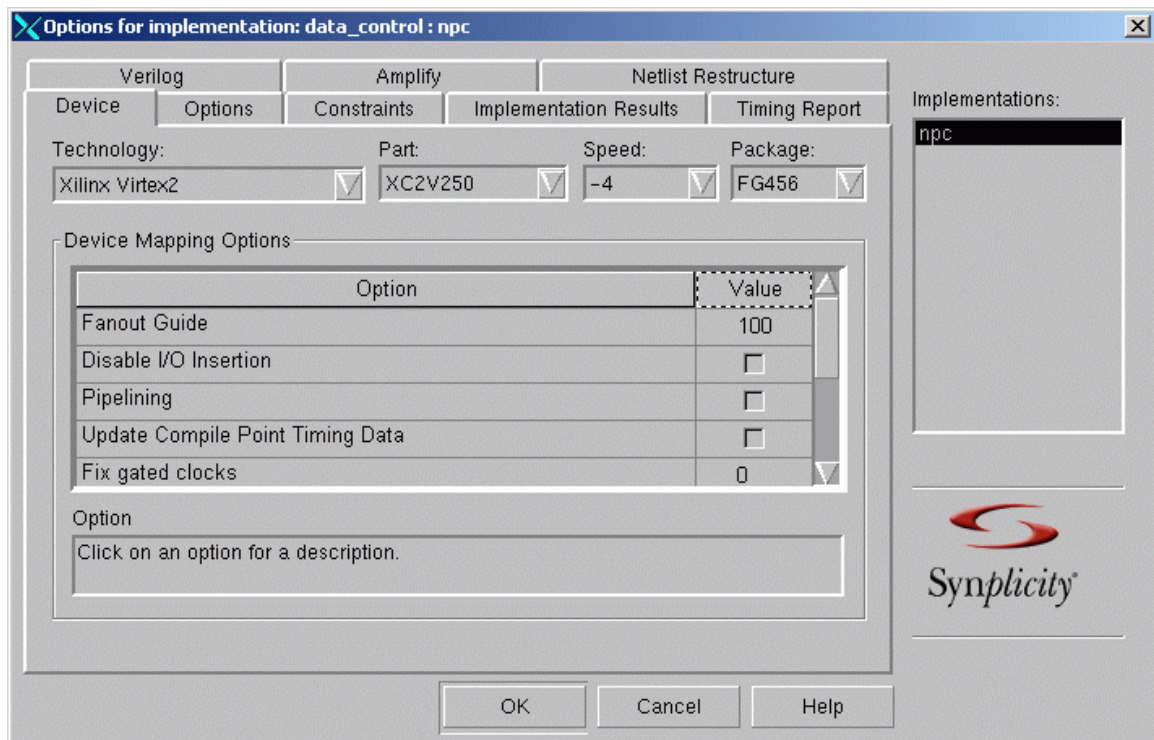 Options for implementation: data_control : npc
Verilog Amplify Netlist Restructure
Device Options Constraints Implementation Results Timing Report
Implementations:
npc
Technology: Part: Speed: Package:
Xilinx Virtex2 XC2V250 -4 FG456
Device Mapping Options
Option Value
Fanout Guide 100
Disable I/O Insertion
Pipelining
Update Compile Point Timing Data
Fix gated clocks 0
Option
Click on an option for a description.
Synplicity®
OK Cancel Help